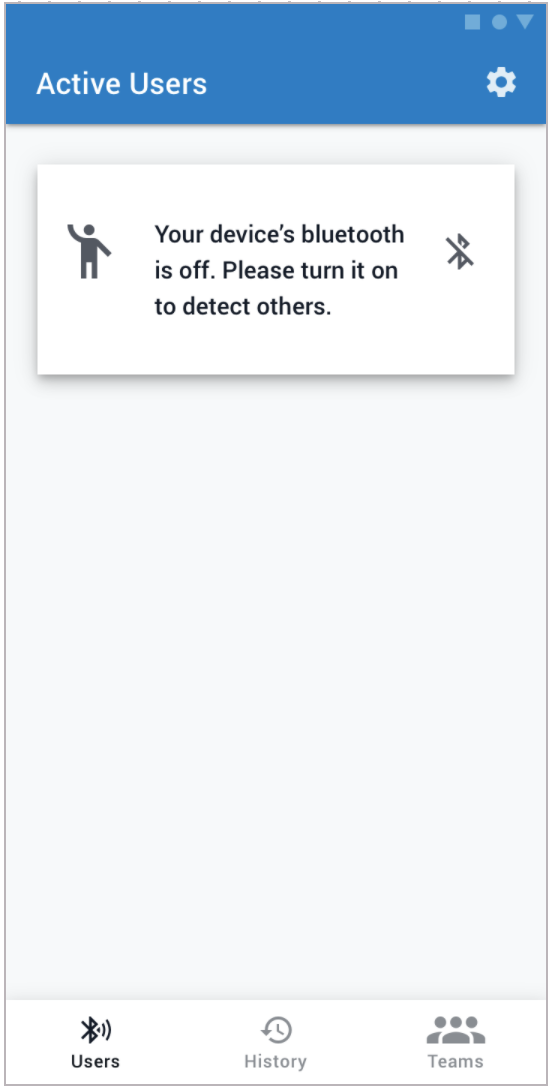 Active Users
Your device’s bluetooth
is off. Please turn it on
to detect others.
Users
History
Teams